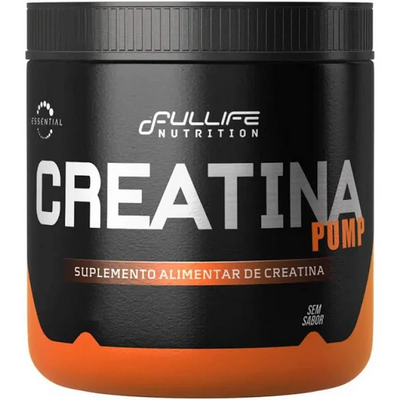 FULLIFE
NUTRITION
ESSENTIAL
CREATINA
PUMP
SUPLEMENTO ALIMENTAR DE CREATINA
SEM
SABOR